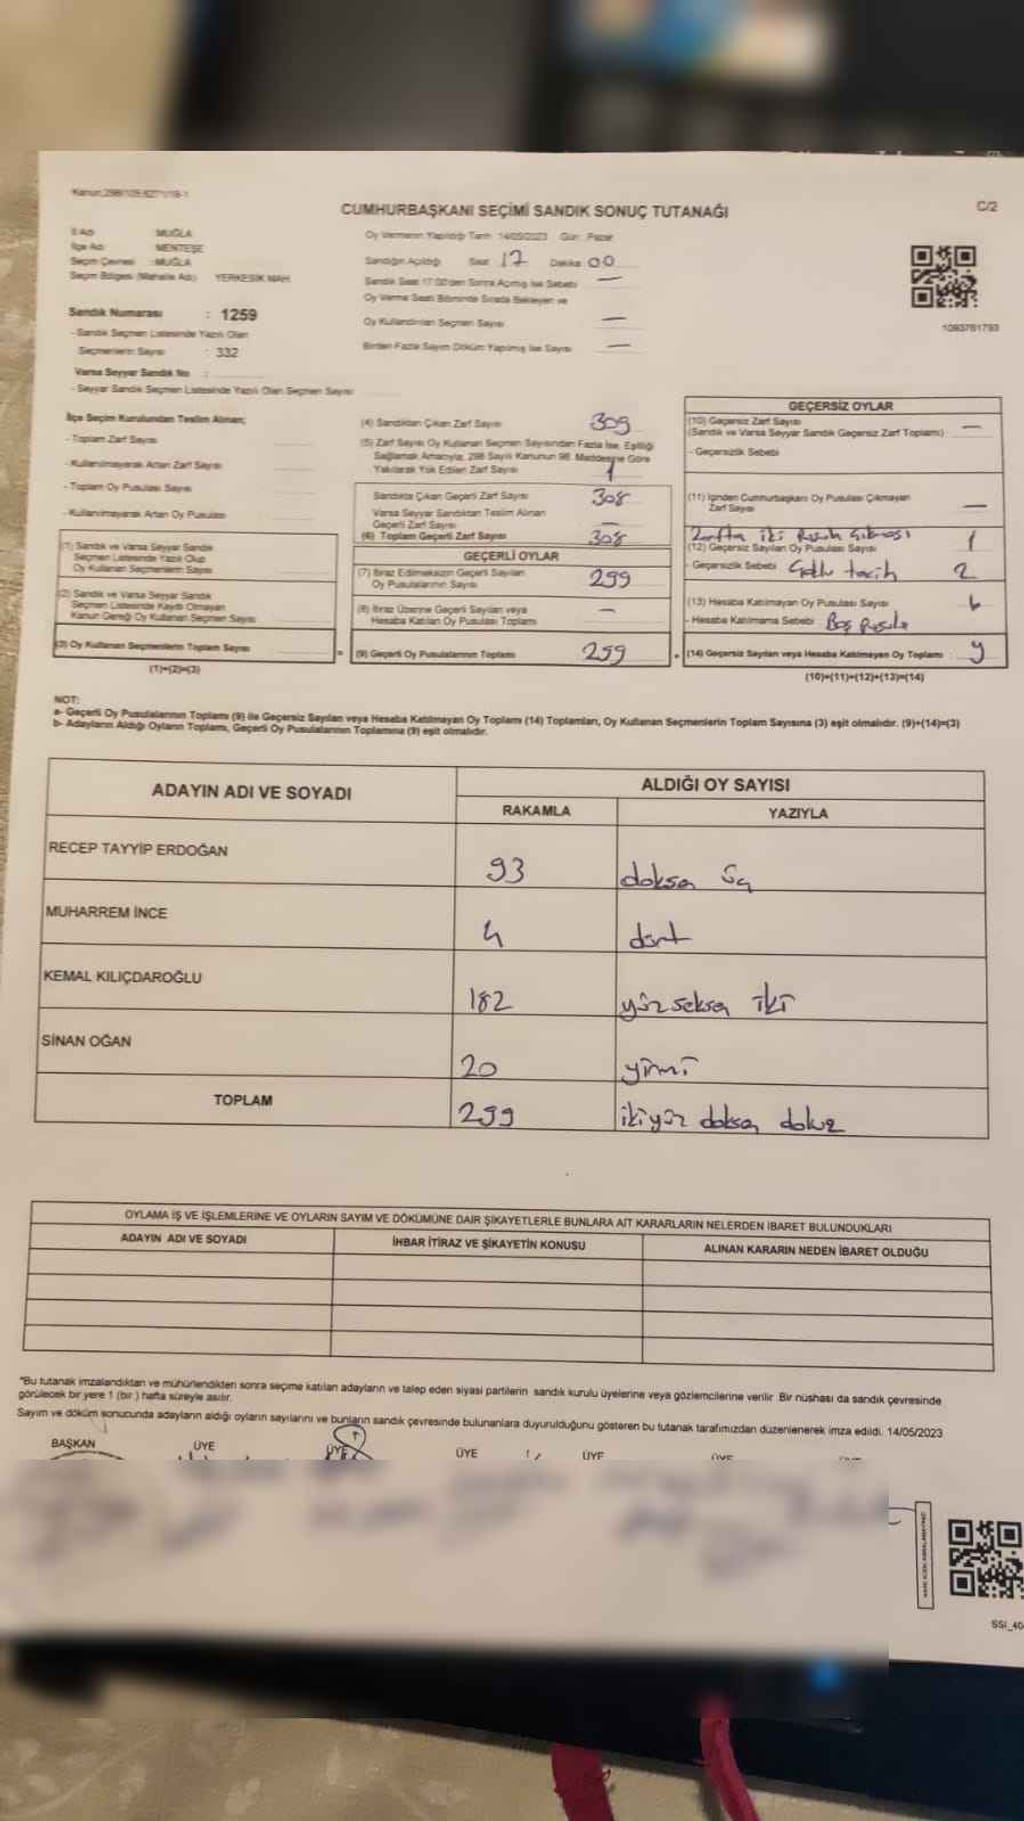 CUMHURBAŞKANI SEÇİMİ SANDIK SONUÇ TUTANAĞI
C/2
İl Adı MUĞLA
İlçe Adı MENTEŞE
Seçim Çevresi : MUĞLA
Seçim Bölgesi (Mahalle Adı) YERKESİK MAH.
Sandık Numarası : 1259
- Sandık Seçmen Listesinde Yazılı Olan
Seçmenlerin Sayısı : 332
Varsa Seyyar Sandık No :
- Seyyar Sandık Seçmen Listesinde Yazılı Olan Seçmen Sayısı
Oy Vermenin Yapıldığı Tarih 14/05/2023 Gün : Pazar
Sandığın Açıldığı Saat 17 Dakika 00
Sandık Saat 17:00'den Sonra Açılmış İse Sebebi —
Oy Verme Saati Bitiminde Sırada Bekleyen ve
Oy Kullandırılan Seçmen Sayısı —
Birden Fazla Sayım Döküm Yapılmış İse Sayısı —
1093761793
İlçe Seçim Kurulundan Teslim Alınan;
- Toplam Zarf Sayısı
- Kullanılmayarak Artan Zarf Sayısı
- Toplam Oy Pusulası Sayısı
- Kullanılmayarak Artan Oy Pusulası
(1) Sandık ve Varsa Seyyar Sandık
Seçmen Listesinde Yazılı Olup
Oy Kullanan Seçmenlerin Sayısı
(2) Sandık ve Varsa Seyyar Sandık
Seçmen Listesinde Kayıtlı Olmayan
Kanun Gereği Oy Kullanan Seçmen Sayısı
(3) Oy Kullanan Seçmenlerin Toplam Sayısı
(1)+(2)=(3)
(4) Sandıktan Çıkan Zarf Sayısı 309
(5) Zarf Sayısı Oy Kullanan Seçmen Sayısından Fazla İse, Eşitliği
Sağlamak Amacıyla; 298 Sayılı Kanunun 98. Maddesine Göre
Yakılarak Yok Edilen Zarf Sayısı 1
Sandıkta Çıkan Geçerli Zarf Sayısı 308
Varsa Seyyar Sandıktan Teslim Alınan
Geçerli Zarf Sayısı —
(6) Toplam Geçerli Zarf Sayısı 308
GEÇERLİ OYLAR
(7) İtiraz Edilmeksizin Geçerli Sayılan
Oy Pusulalarının Sayısı 299
(8) İtiraz Üzerine Geçerli Sayılan veya
Hesaba Katılan Oy Pusulaları Toplamı —
(9) Geçerli Oy Pusulalarının Toplamı 299
GEÇERSİZ OYLAR
(10) Geçersiz Zarf Sayısı —
(Sandık ve Varsa Seyyar Sandık Geçersiz Zarf Toplamı)
- Geçersizlik Sebebi
(11) İçinden Cumhurbaşkanı Oy Pusulası Çıkmayan
Zarf Sayısı —
Zarfta iki Pusula çıkması 1
(12) Geçersiz Sayılan Oy Pusulası Sayısı
- Geçersizlik Sebebi tercih 2
(13) Hesaba Katılmayan Oy Pusulası Sayısı 6
- Hesaba Katılmama Sebebi Boş Pusula
(14) Geçersiz Sayılan veya Hesaba Katılmayan Oy Toplamı 9
(10)+(11)+(12)+(13)=(14)
NOT:
a- Geçerli Oy Pusulalarının Toplamı (9) ile Geçersiz Sayılan veya Hesaba Katılmayan Oy Toplamı (14) Toplamları, Oy Kullanan Seçmenlerin Toplam Sayısına (3) eşit olmalıdır. (9)+(14)=(3)
b- Adayların Aldığı Oyların Toplamı, Geçerli Oy Pusulalarının Toplamına (9) eşit olmalıdır.
ADAYIN ADI VE SOYADI
ALDIĞI OY SAYISI
RAKAMLA YAZIYLA
RECEP TAYYİP ERDOĞAN 93 doksan üç
MUHARREM İNCE 4 dört
KEMAL KILIÇDAROĞLU 182 yüz seksen iki
SİNAN OĞAN 20 yirmi
TOPLAM 299 ikiyüz doksan dokuz
OYLAMA İŞ VE İŞLEMLERİNE VE OYLARIN SAYIM VE DÖKÜMÜNE DAİR ŞİKAYETLERLE BUNLARA AİT KARARLARIN NELERDEN İBARET BULUNDUKLARI
ADAYIN ADI VE SOYADI İHBAR İTİRAZ VE ŞİKAYETİN KONUSU ALINAN KARARIN NEDEN İBARET OLDUĞU
"Bu tutanak imzalandıktan ve mühürlendikten sonra seçime katılan adayların ve talep eden siyasi partilerin sandık kurulu üyelerine veya gözlemcilerine verilir. Bir nüshası da sandık çevresinde
görülecek bir yere 1 (bir ) hafta süreyle asılır.
Sayım ve döküm sonucunda adayların aldığı oyların sayılarını ve bunların sandık çevresinde bulunanlara duyurulduğunu gösteren bu tutanak tarafımızdan düzenlenerek imza edildi. 14/05/2023
BAŞKAN ÜYE ÜYE ÜYE ÜYE ÜYE
SSI_40